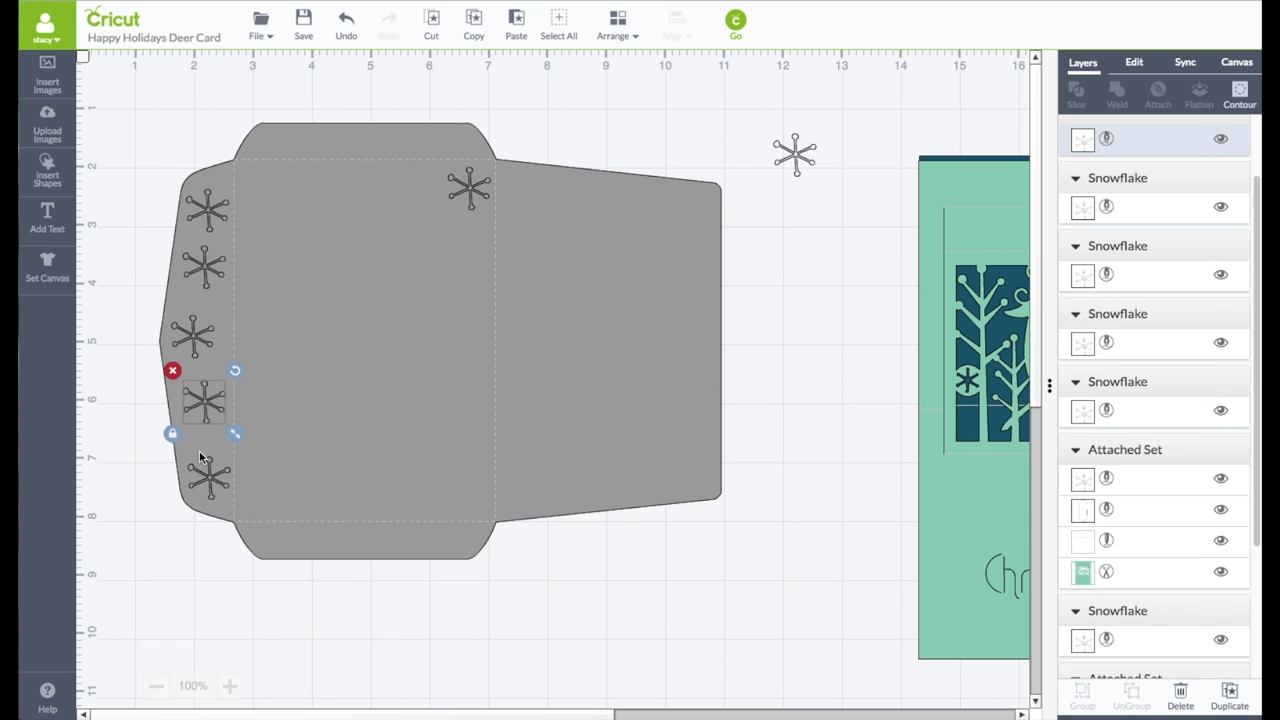 Cricut
Happy Holidays Deer Card
stacy
File
Save
Undo
Redo
Cut
Copy
Paste
Select All
Arrange
Align
Go
Insert
Images
Upload
Images
Insert
Shapes
Add Text
Set Canvas
Help
1 2 3 4 5 6 7 8 9 10 11 12 13 14 15 16
1
2
3
4
5
6
7
8
9
10
11
100%
Chr
Layers Edit Sync Canvas
Slice Weld Attach Flatten Contour
Snowflake
Snowflake
Snowflake
Snowflake
Attached Set
Snowflake
Attached Set
Group UnGroup Delete Duplicate